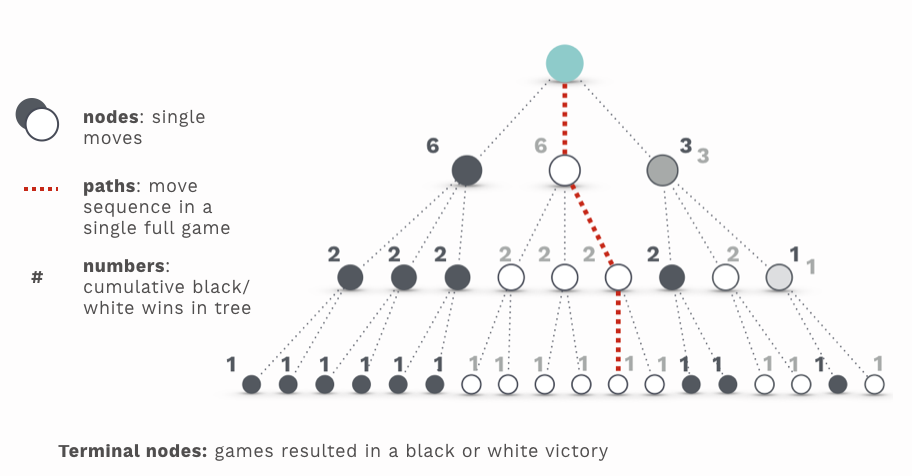 6 6 3 3
nodes: single
moves
paths: move
sequence in a
single full game
2 2 2 2 2 2 2 2 1 1
# numbers:
cumulative black/
white wins in tree
1 1 1 1 1 1 1 1 1 1 1 1 1 1 1 1 1 1
Terminal nodes: games resulted in a black or white victory